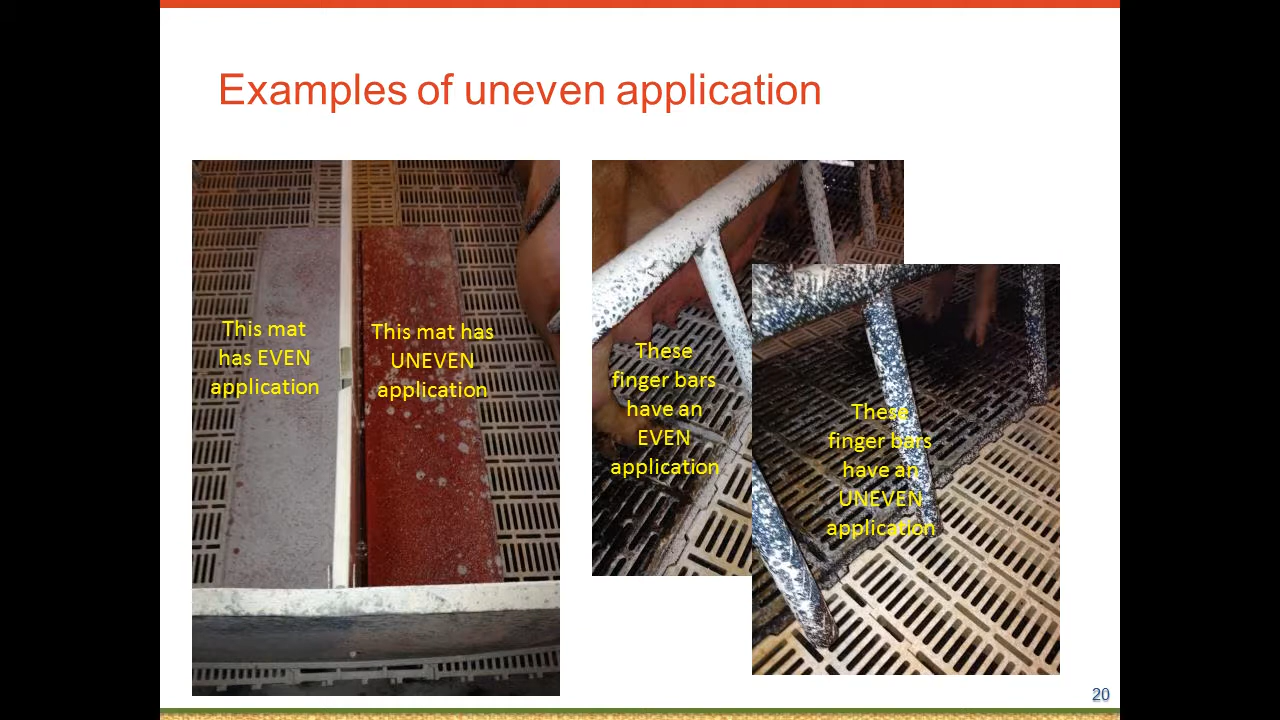 Examples of uneven application
This mat
has EVEN
application
This mat has
UNEVEN
application
These
finger bars
have an
EVEN
application
These
finger bars
have an
UNEVEN
application
20